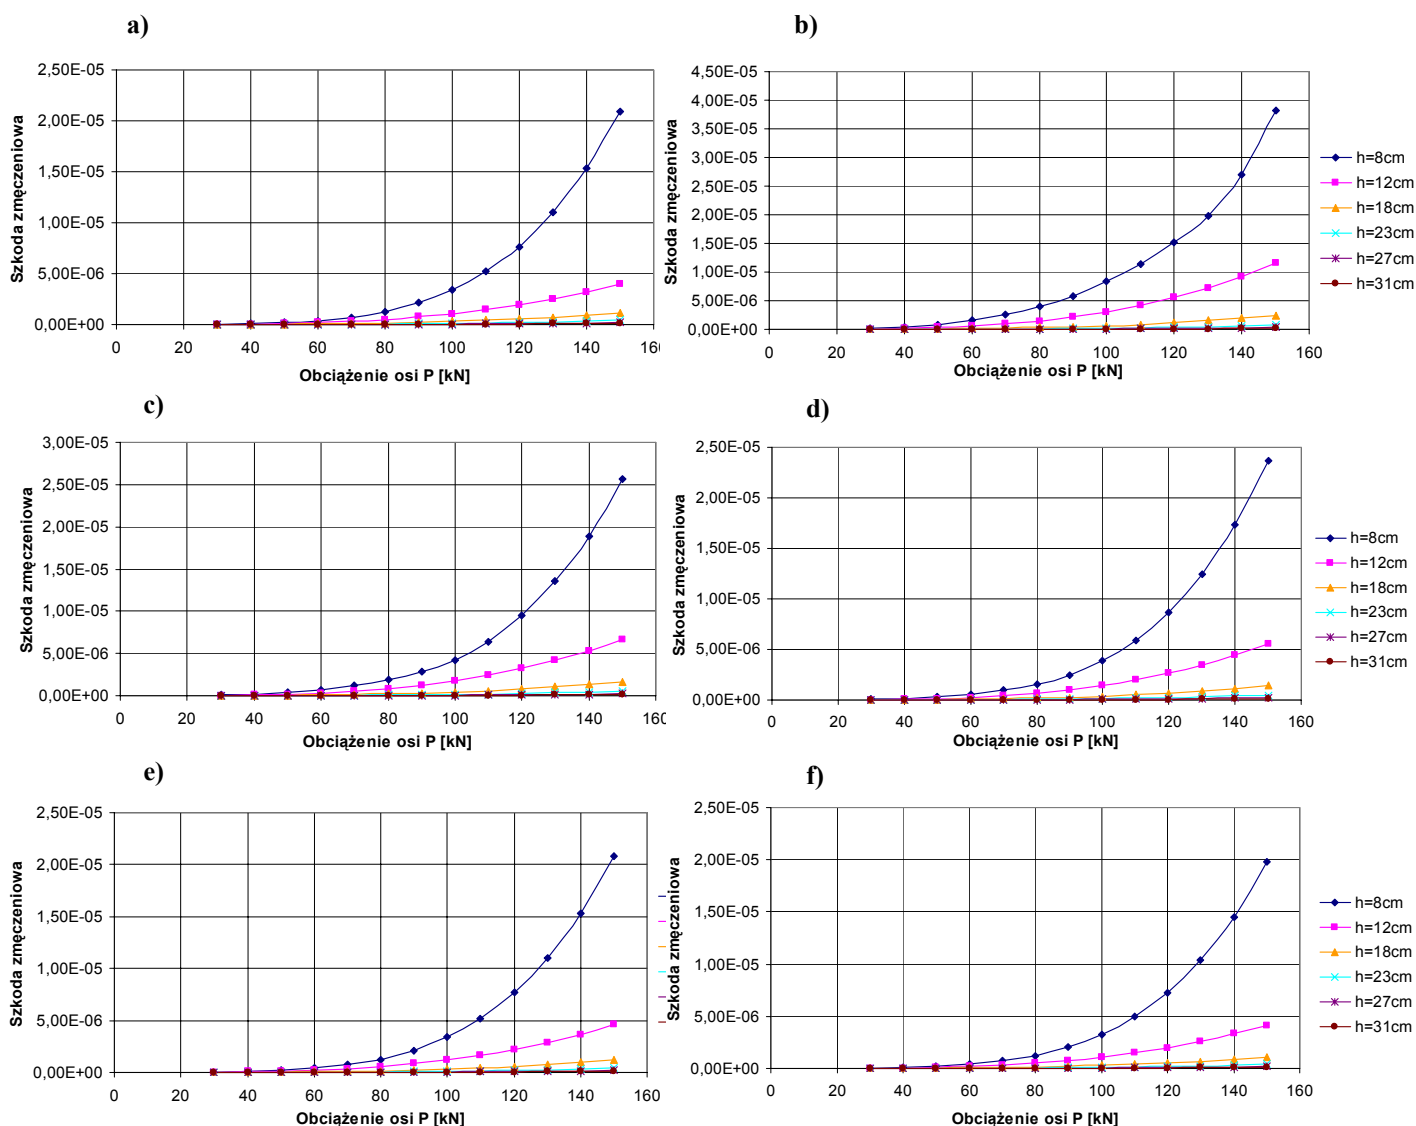 a)
2,50E-05
2,00E-05
1,50E-05
1,00E-05
5,00E-06
0,00E+00
0 20 40 60 80 100 120 140 160
Szkoda zmęczeniowa
Obciążenie osi P [kN]
b)
4,50E-05
4,00E-05
3,50E-05
3,00E-05
2,50E-05
2,00E-05
1,50E-05
1,00E-05
5,00E-06
0,00E+00
0 20 40 60 80 100 120 140 160
Szkoda zmęczeniowa
Obciążenie osi P [kN]
h=8cm
h=12cm
h=18cm
h=23cm
h=27cm
h=31cm
c)
3,00E-05
2,50E-05
2,00E-05
1,50E-05
1,00E-05
5,00E-06
0,00E+00
0 20 40 60 80 100 120 140 160
Szkoda zmęczeniowa
Obciążenie osi P [kN]
d)
2,50E-05
2,00E-05
1,50E-05
1,00E-05
5,00E-06
0,00E+00
0 20 40 60 80 100 120 140 160
Szkoda zmęczeniowa
Obciążenie osi P [kN]
h=8cm
h=12cm
h=18cm
h=23cm
h=27cm
h=31cm
e)
2,50E-05
2,00E-05
1,50E-05
1,00E-05
5,00E-06
0,00E+00
0 20 40 60 80 100 120 140 160
Szkoda zmęczeniowa
Obciążenie osi P [kN]
f)
2,50E-05
2,00E-05
1,50E-05
1,00E-05
5,00E-06
0,00E+00
0 20 40 60 80 100 120 140 160
Szkoda zmęczeniowa
Obciążenie osi P [kN]
h=8cm
h=12cm
h=18cm
h=23cm
h=27cm
h=31cm